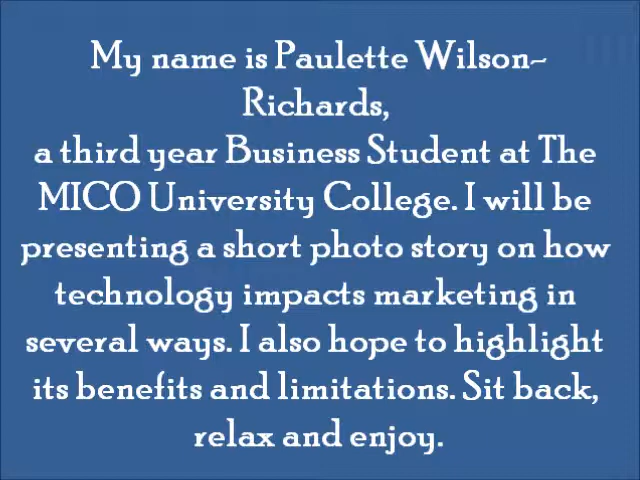 My name is Paulette Wilson-
Richards,
a third year Business Student at The
MICO University College. I will be
presenting a short photo story on how
technology impacts marketing in
several ways. I also hope to highlight
its benefits and limitations. Sit back,
relax and enjoy.